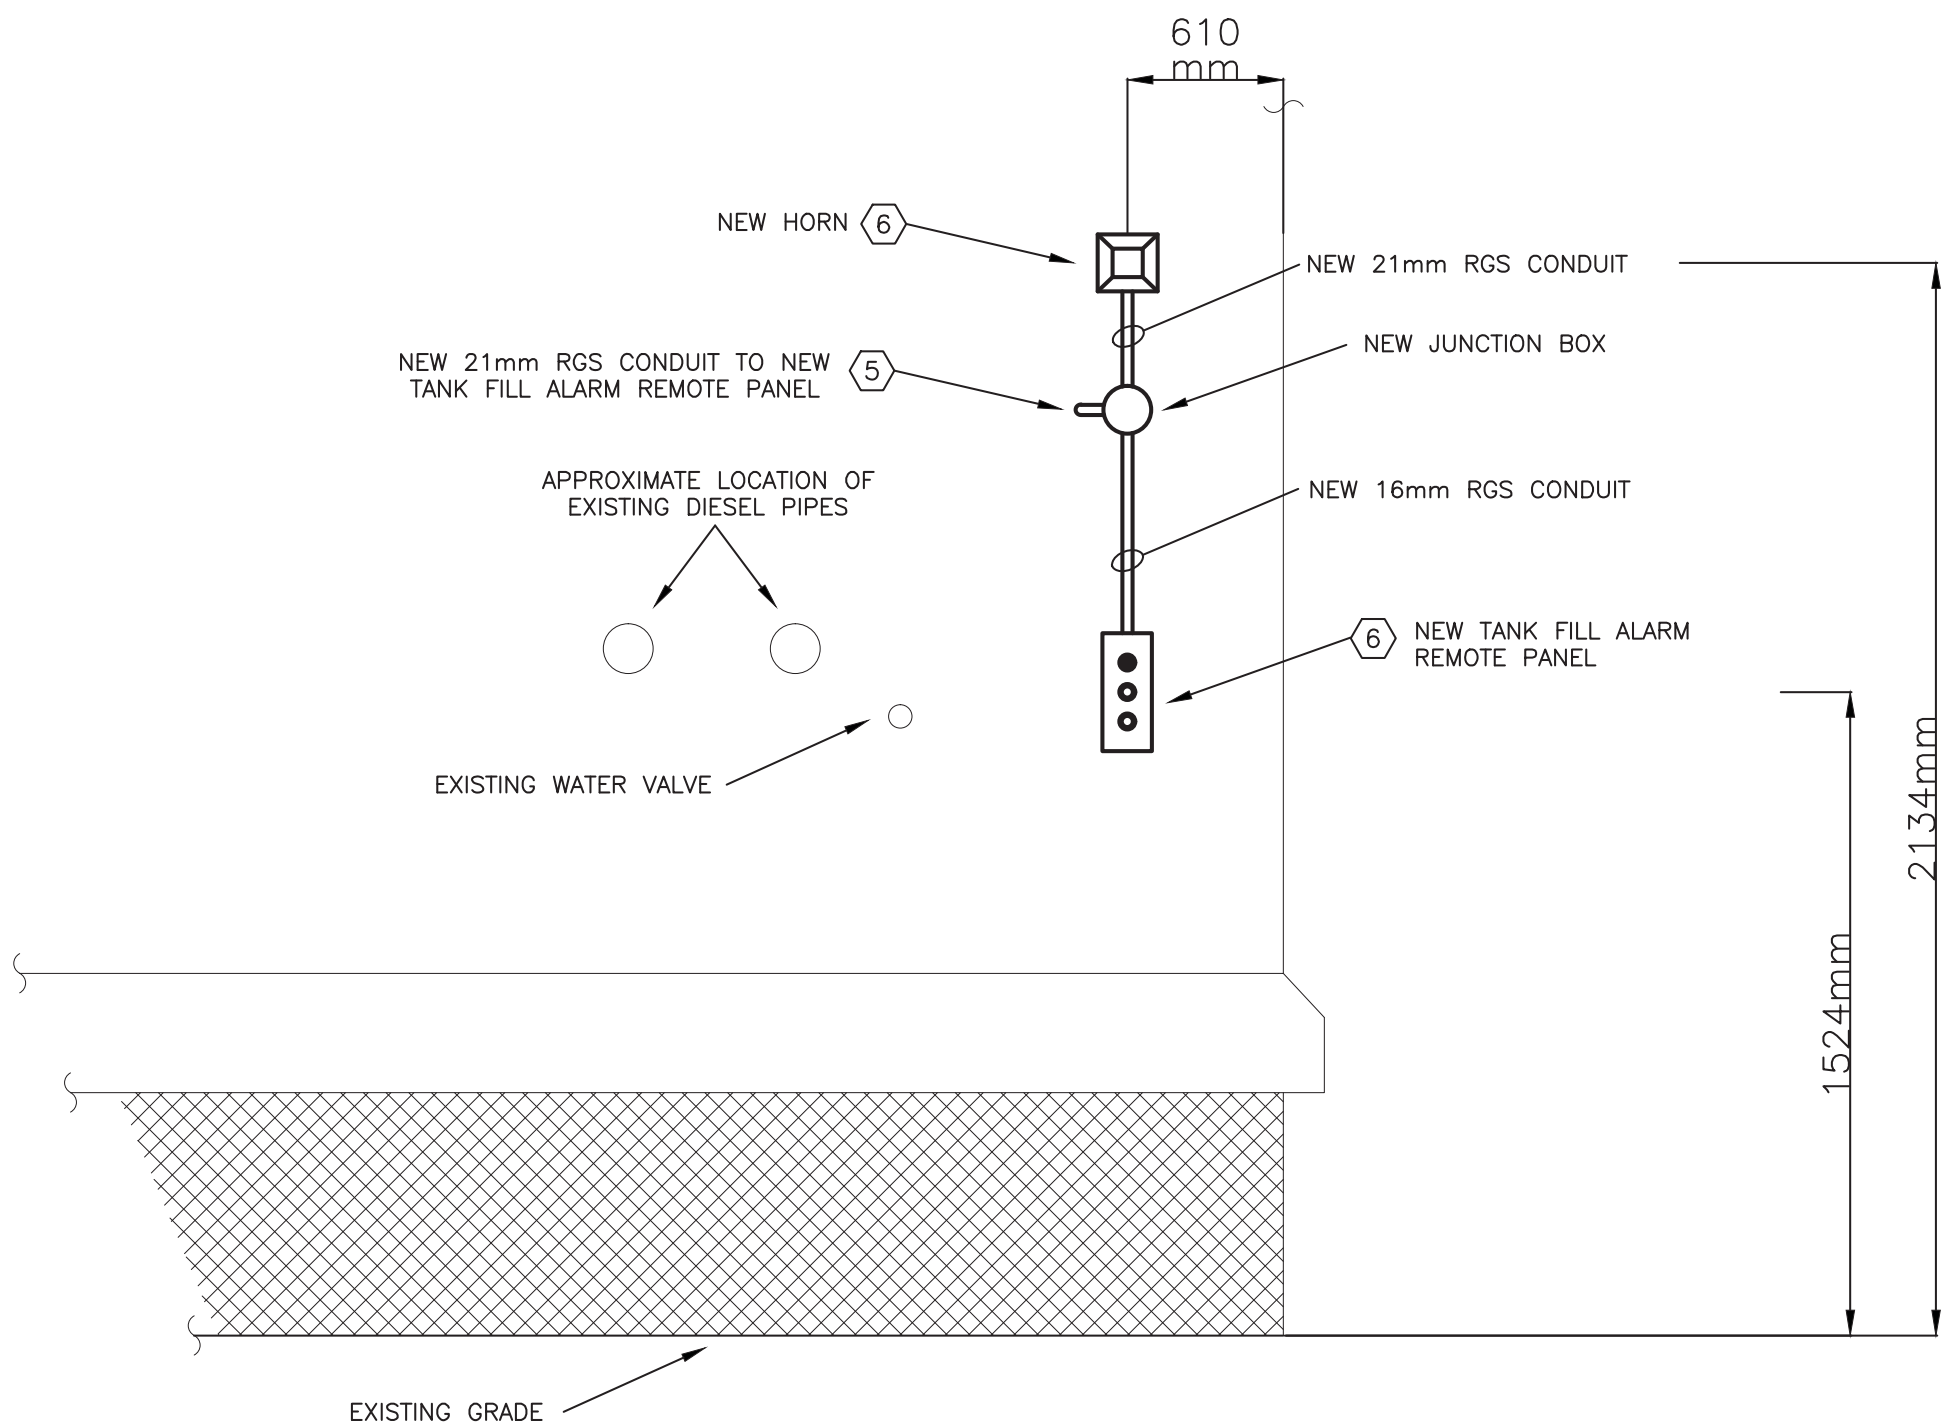 610
mm
NEW HORN 6
NEW 21mm RGS CONDUIT
NEW JUNCTION BOX
NEW 21mm RGS CONDUIT TO NEW
TANK FILL ALARM REMOTE PANEL
5
APPROXIMATE LOCATION OF
EXISTING DIESEL PIPES
NEW 16mm RGS CONDUIT
6
NEW TANK FILL ALARM
REMOTE PANEL
EXISTING WATER VALVE
2134mm
1524mm
EXISTING GRADE